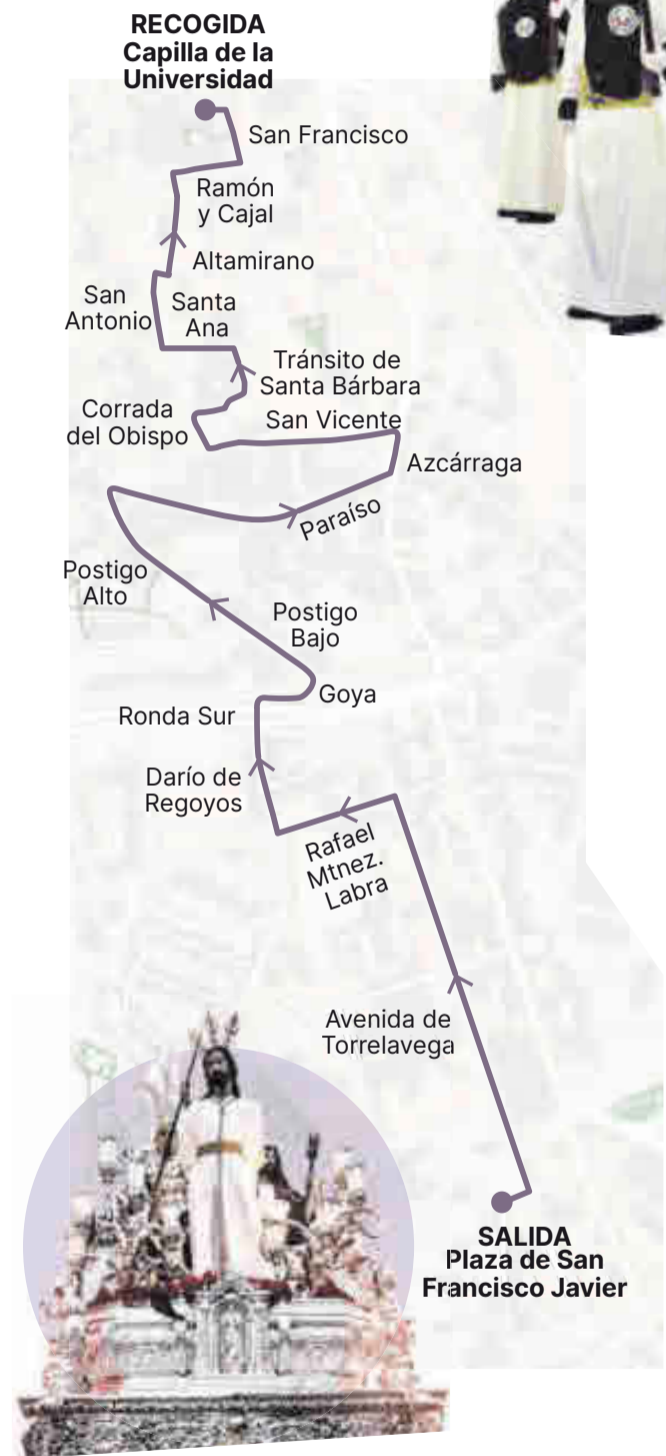 RECOGIDA
Capilla de la
Universidad
San Francisco
Ramón
y Cajal
Altamirano
San
Antonio
Santa
Ana
Tránsito de
Santa Bárbara
Corrada
del Obispo
San Vicente
Azcárraga
Paraíso
Postigo
Alto
Postigo
Bajo
Goya
Ronda Sur
Darío de
Regoyos
Rafael
Mtnez.
Labra
Avenida de
Torrelavega
SALIDA
Plaza de San
Francisco Javier